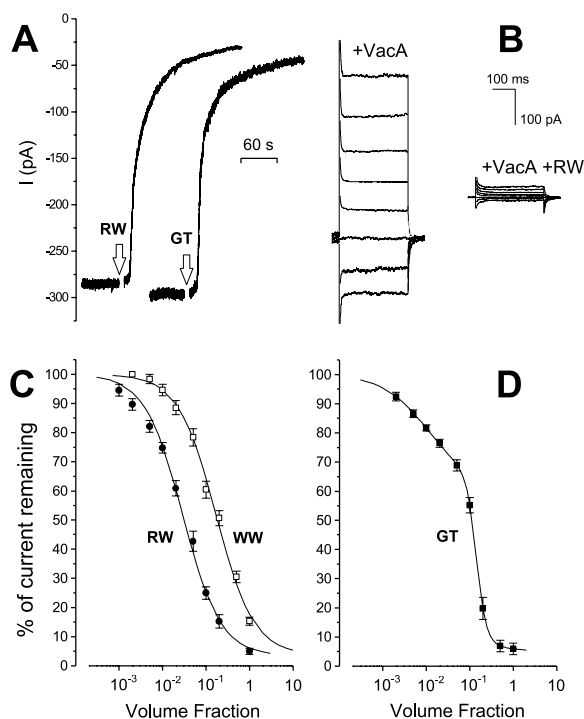 A
B
0
-50
-100
-150
-200
-250
-300
I (pA)
RW
GT
60 s
+VacA
100 ms
100 pA
+VacA +RW
C
D
100
90
80
70
60
50
40
30
20
10
0
% of current remaining
RW
WW
10-3
10-2
10-1
1
10
Volume Fraction
100
90
80
70
60
50
40
30
20
10
0
GT
10-3
10-2
10-1
1
10
Volume Fraction